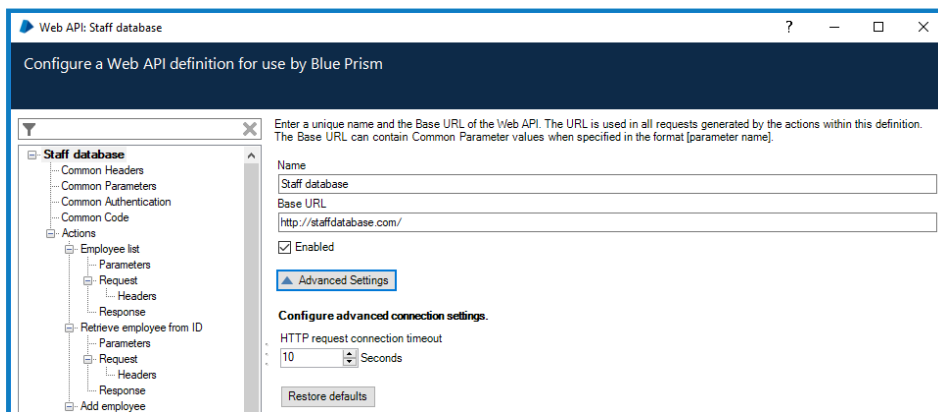 Web API: Staff database
Configure a Web API definition for use by Blue Prism
Staff database
Common Headers
Common Parameters
Common Authentication
Common Code
Actions
Employee list
Parameters
Request
Headers
Response
Retrieve employee from ID
Parameters
Request
Headers
Response
Add employee
Enter a unique name and the Base URL of the Web API. The URL is used in all requests generated by the actions within this definition.
The Base URL can contain Common Parameter values when specified in the format [parameter name].
Name
Staff database
Base URL
http://staffdatabase.com/
Enabled
Advanced Settings
Configure advanced connection settings.
HTTP request connection timeout
10 Seconds
Restore defaults